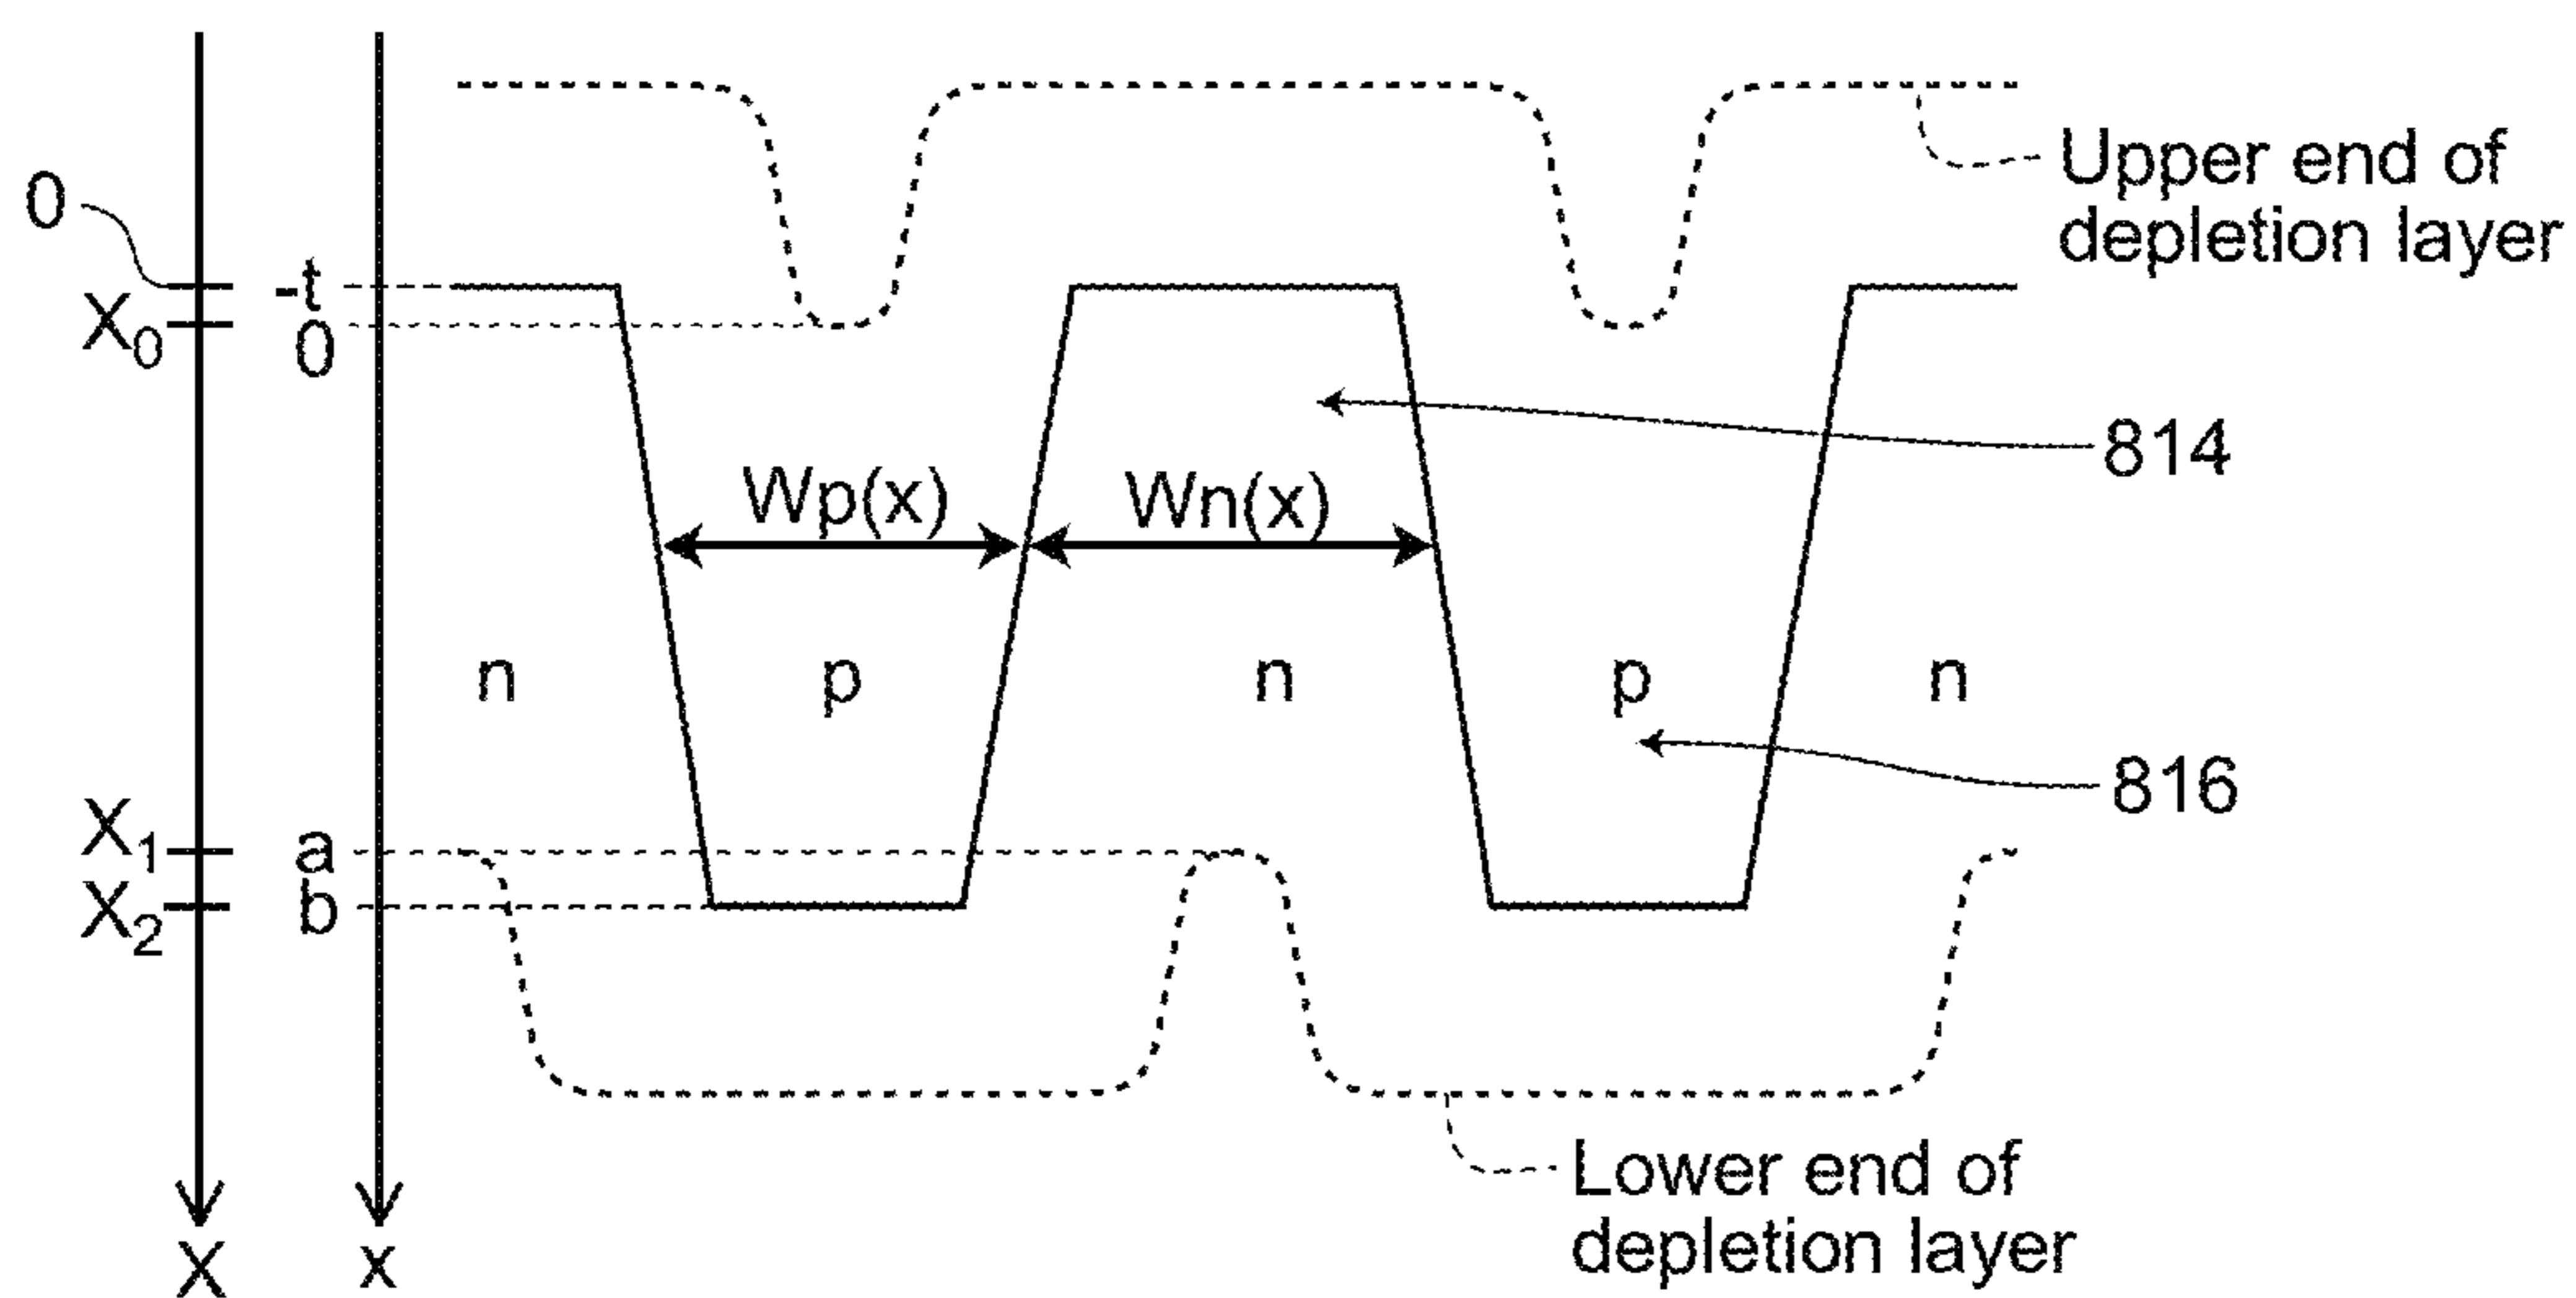 Upper end of
depletion layer
0
-t
X0
0
814
Wp(x)
Wn(x)
n
p
n
p
n
816
X1
a
X2
b
Lower end of
depletion layer
X
x